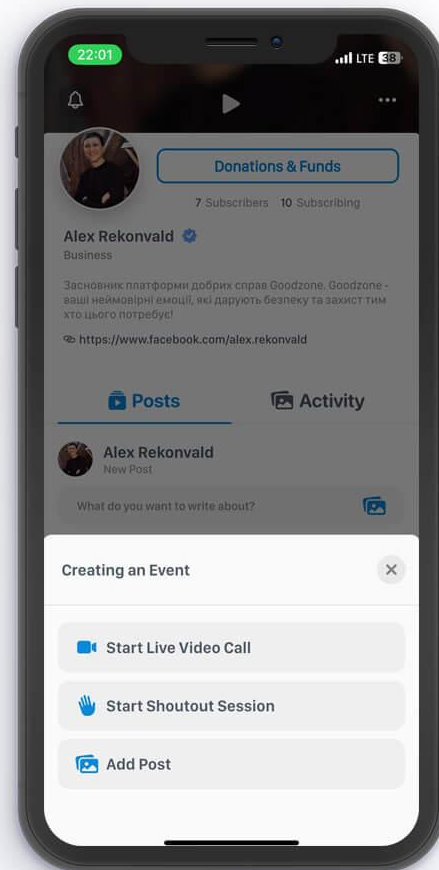 22:01
LTE 38
Donations & Funds
7 Subscribers 10 Subscribing
Alex Rekonvald
Business
Засновник платформи добрих справ Goodzone. Goodzone -
ваші неймовірні емоції, які дарують безпеку та захист тим
хто цього потребує!
https://www.facebook.com/alex.rekonvald
Posts Activity
Alex Rekonvald
New Post
What do you want to write about?
Creating an Event
Start Live Video Call
Start Shoutout Session
Add Post